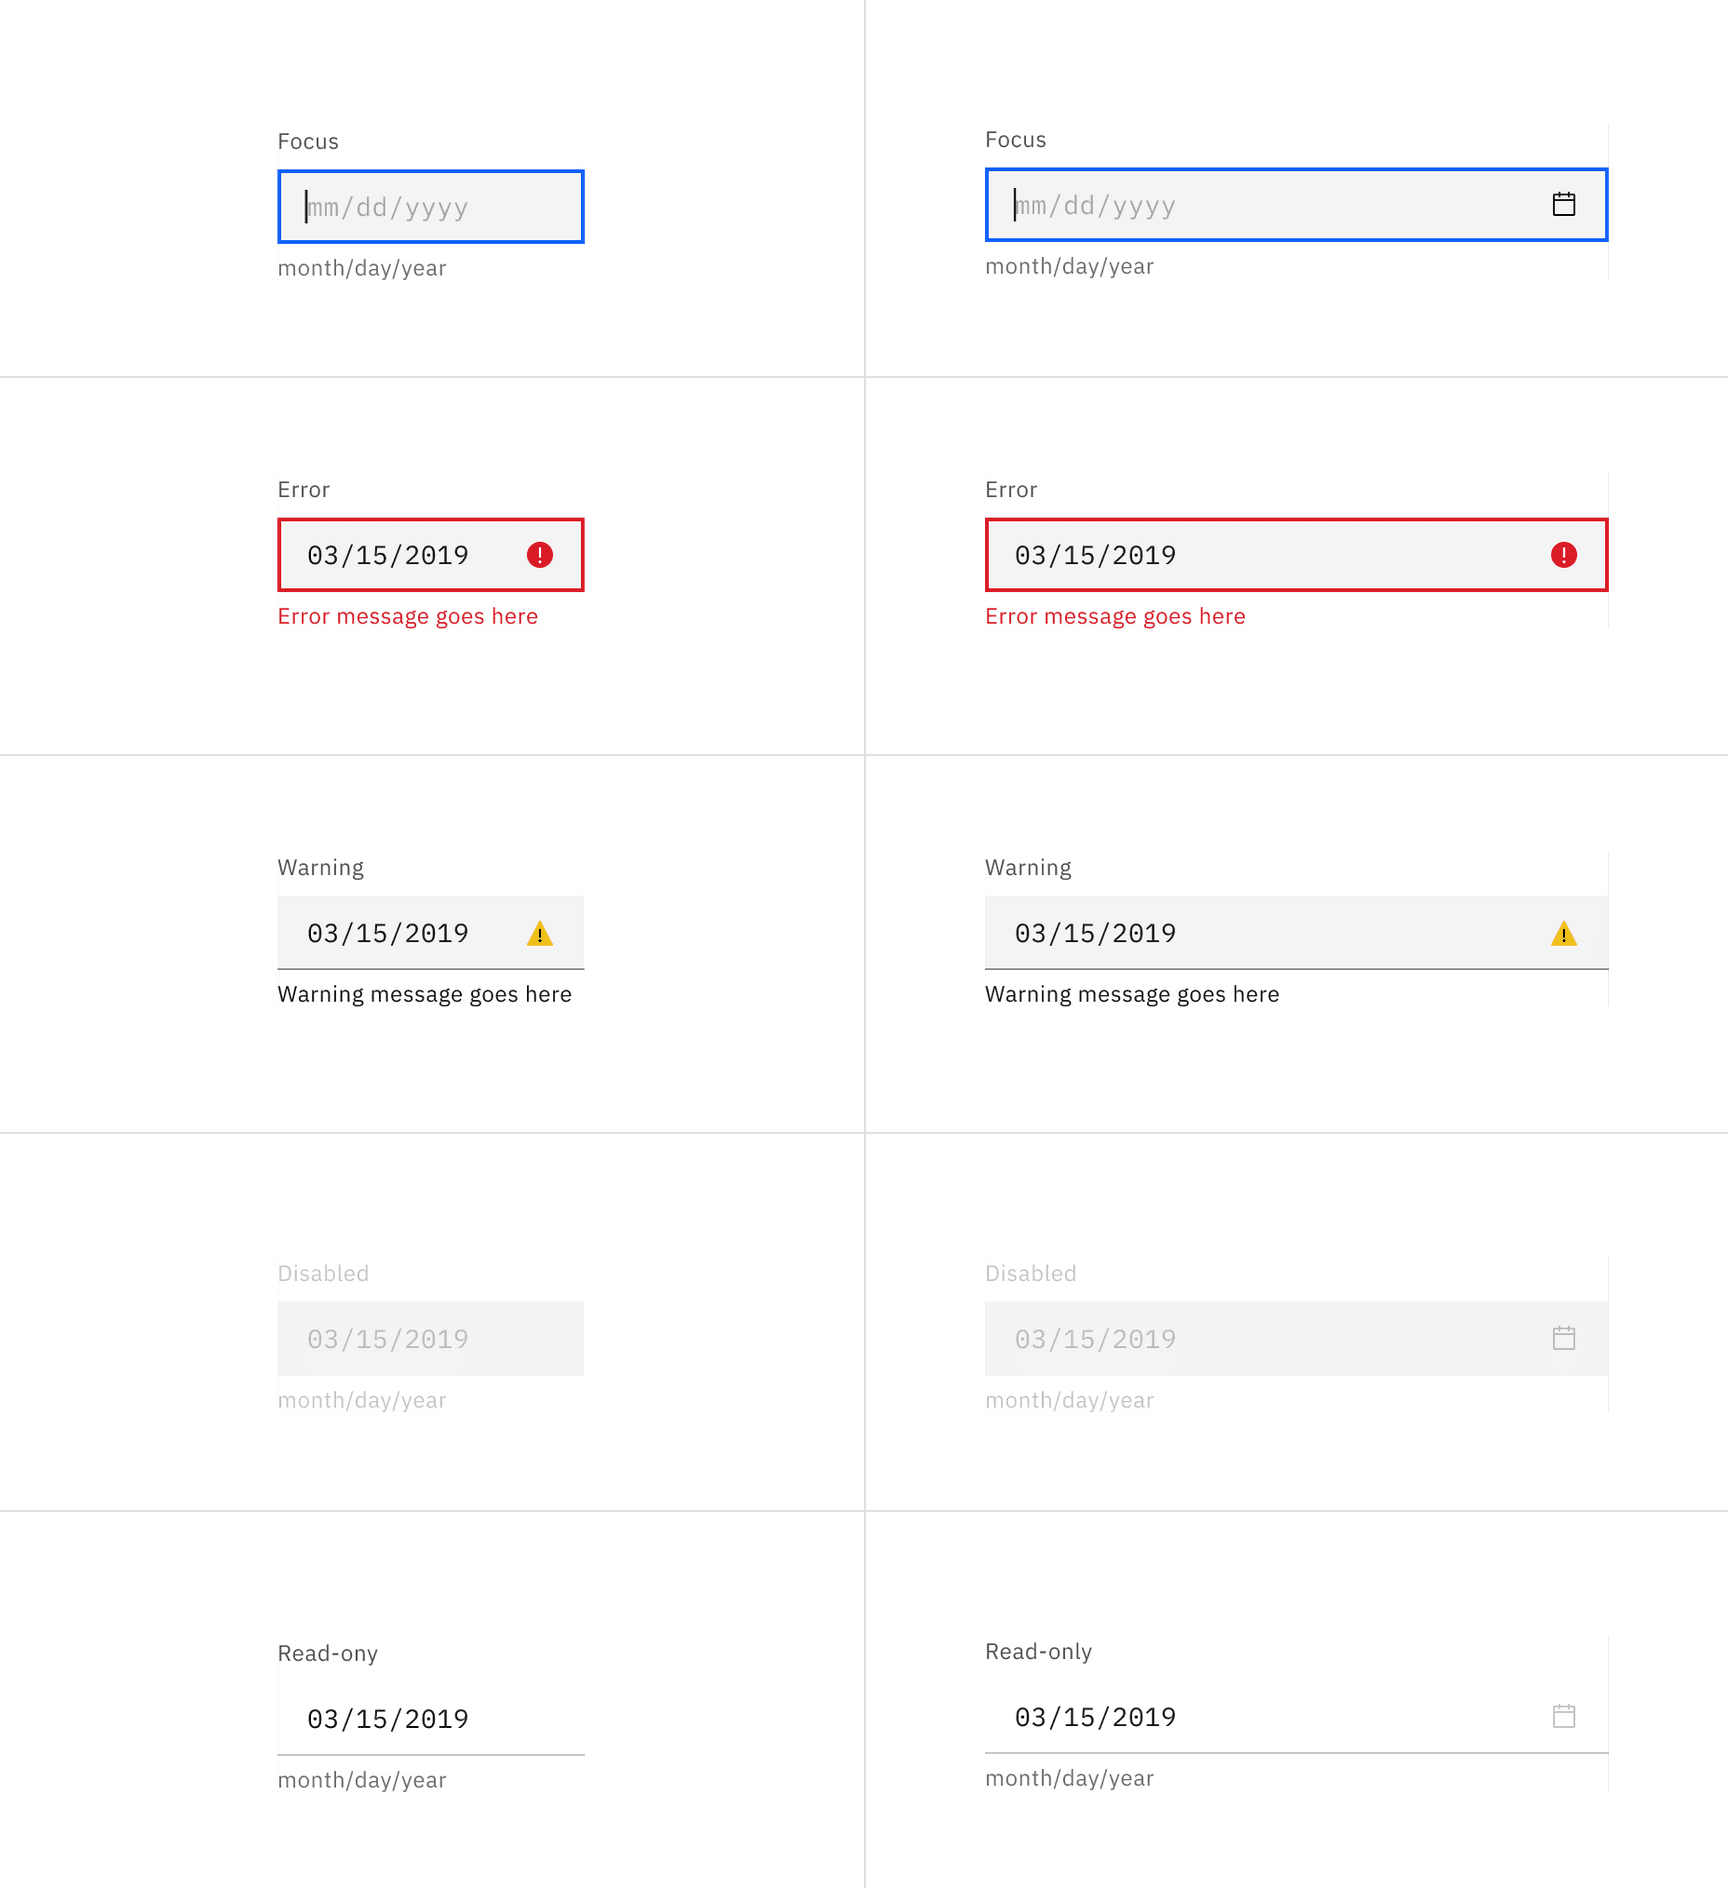 Focus
mm/dd/yyyy
month/day/year
Focus
mm/dd/yyyy
month/day/year
Error
03/15/2019
Error message goes here
Error
03/15/2019
Error message goes here
Warning
03/15/2019
Warning message goes here
Warning
03/15/2019
Warning message goes here
Disabled
03/15/2019
month/day/year
Disabled
03/15/2019
month/day/year
Read-ony
03/15/2019
month/day/year
Read-only
03/15/2019
month/day/year